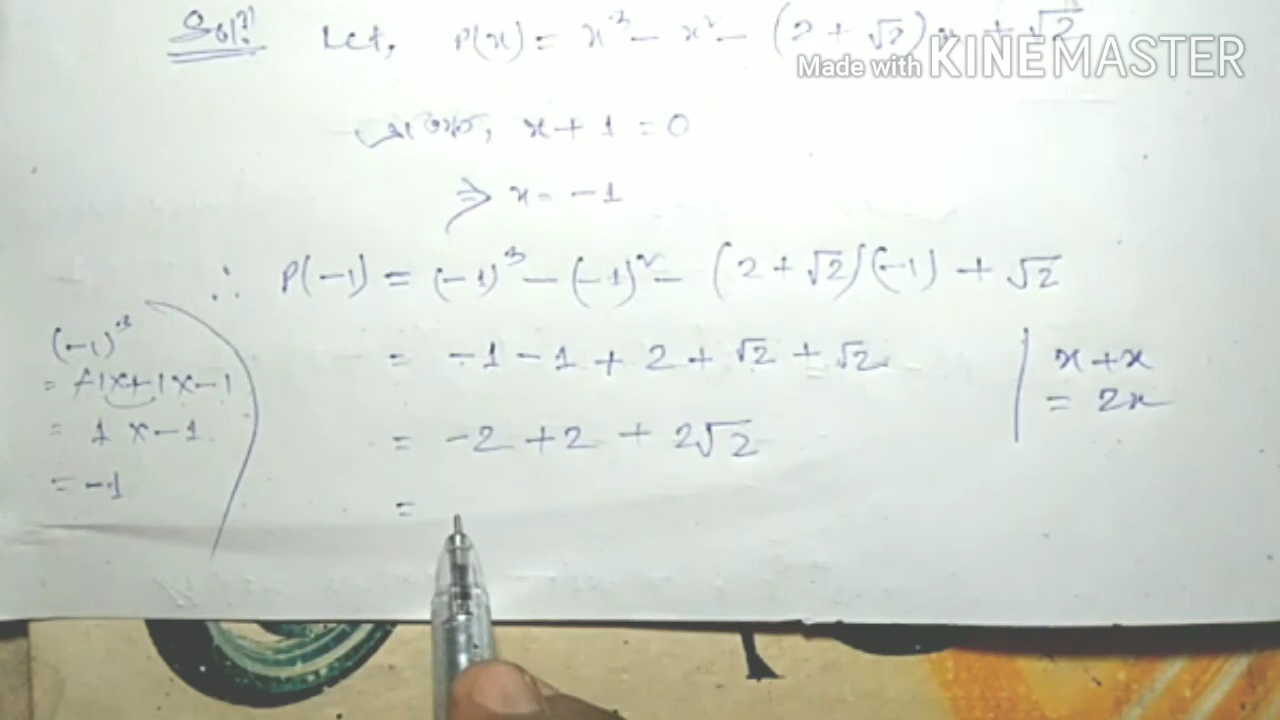 Sol?: Let, P(x) = x³ - x² - (2 + √2)x + √2
Made with KINEMASTER
x + 1 = 0
⇒ x = -1
∴ P(-1) = (-1)³ - (-1)² - (2 + √2)(-1) + √2
= -1 - 1 + 2 + √2 + √2
= -2 + 2 + 2√2
=
(-1)³
= -1 x -1 x -1
= 1 x -1
= -1
x + x
= 2x